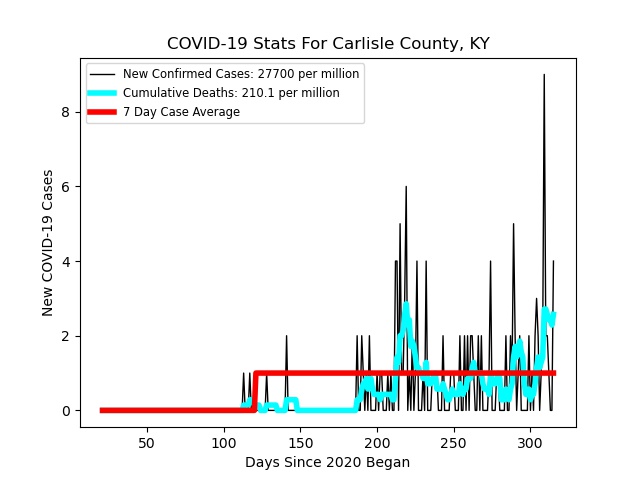 COVID-19 Stats For Carlisle County, KY
New Confirmed Cases: 27700 per million
Cumulative Deaths: 210.1 per million
7 Day Case Average
New COVID-19 Cases
8
6
4
2
0
50 100 150 200 250 300
Days Since 2020 Began